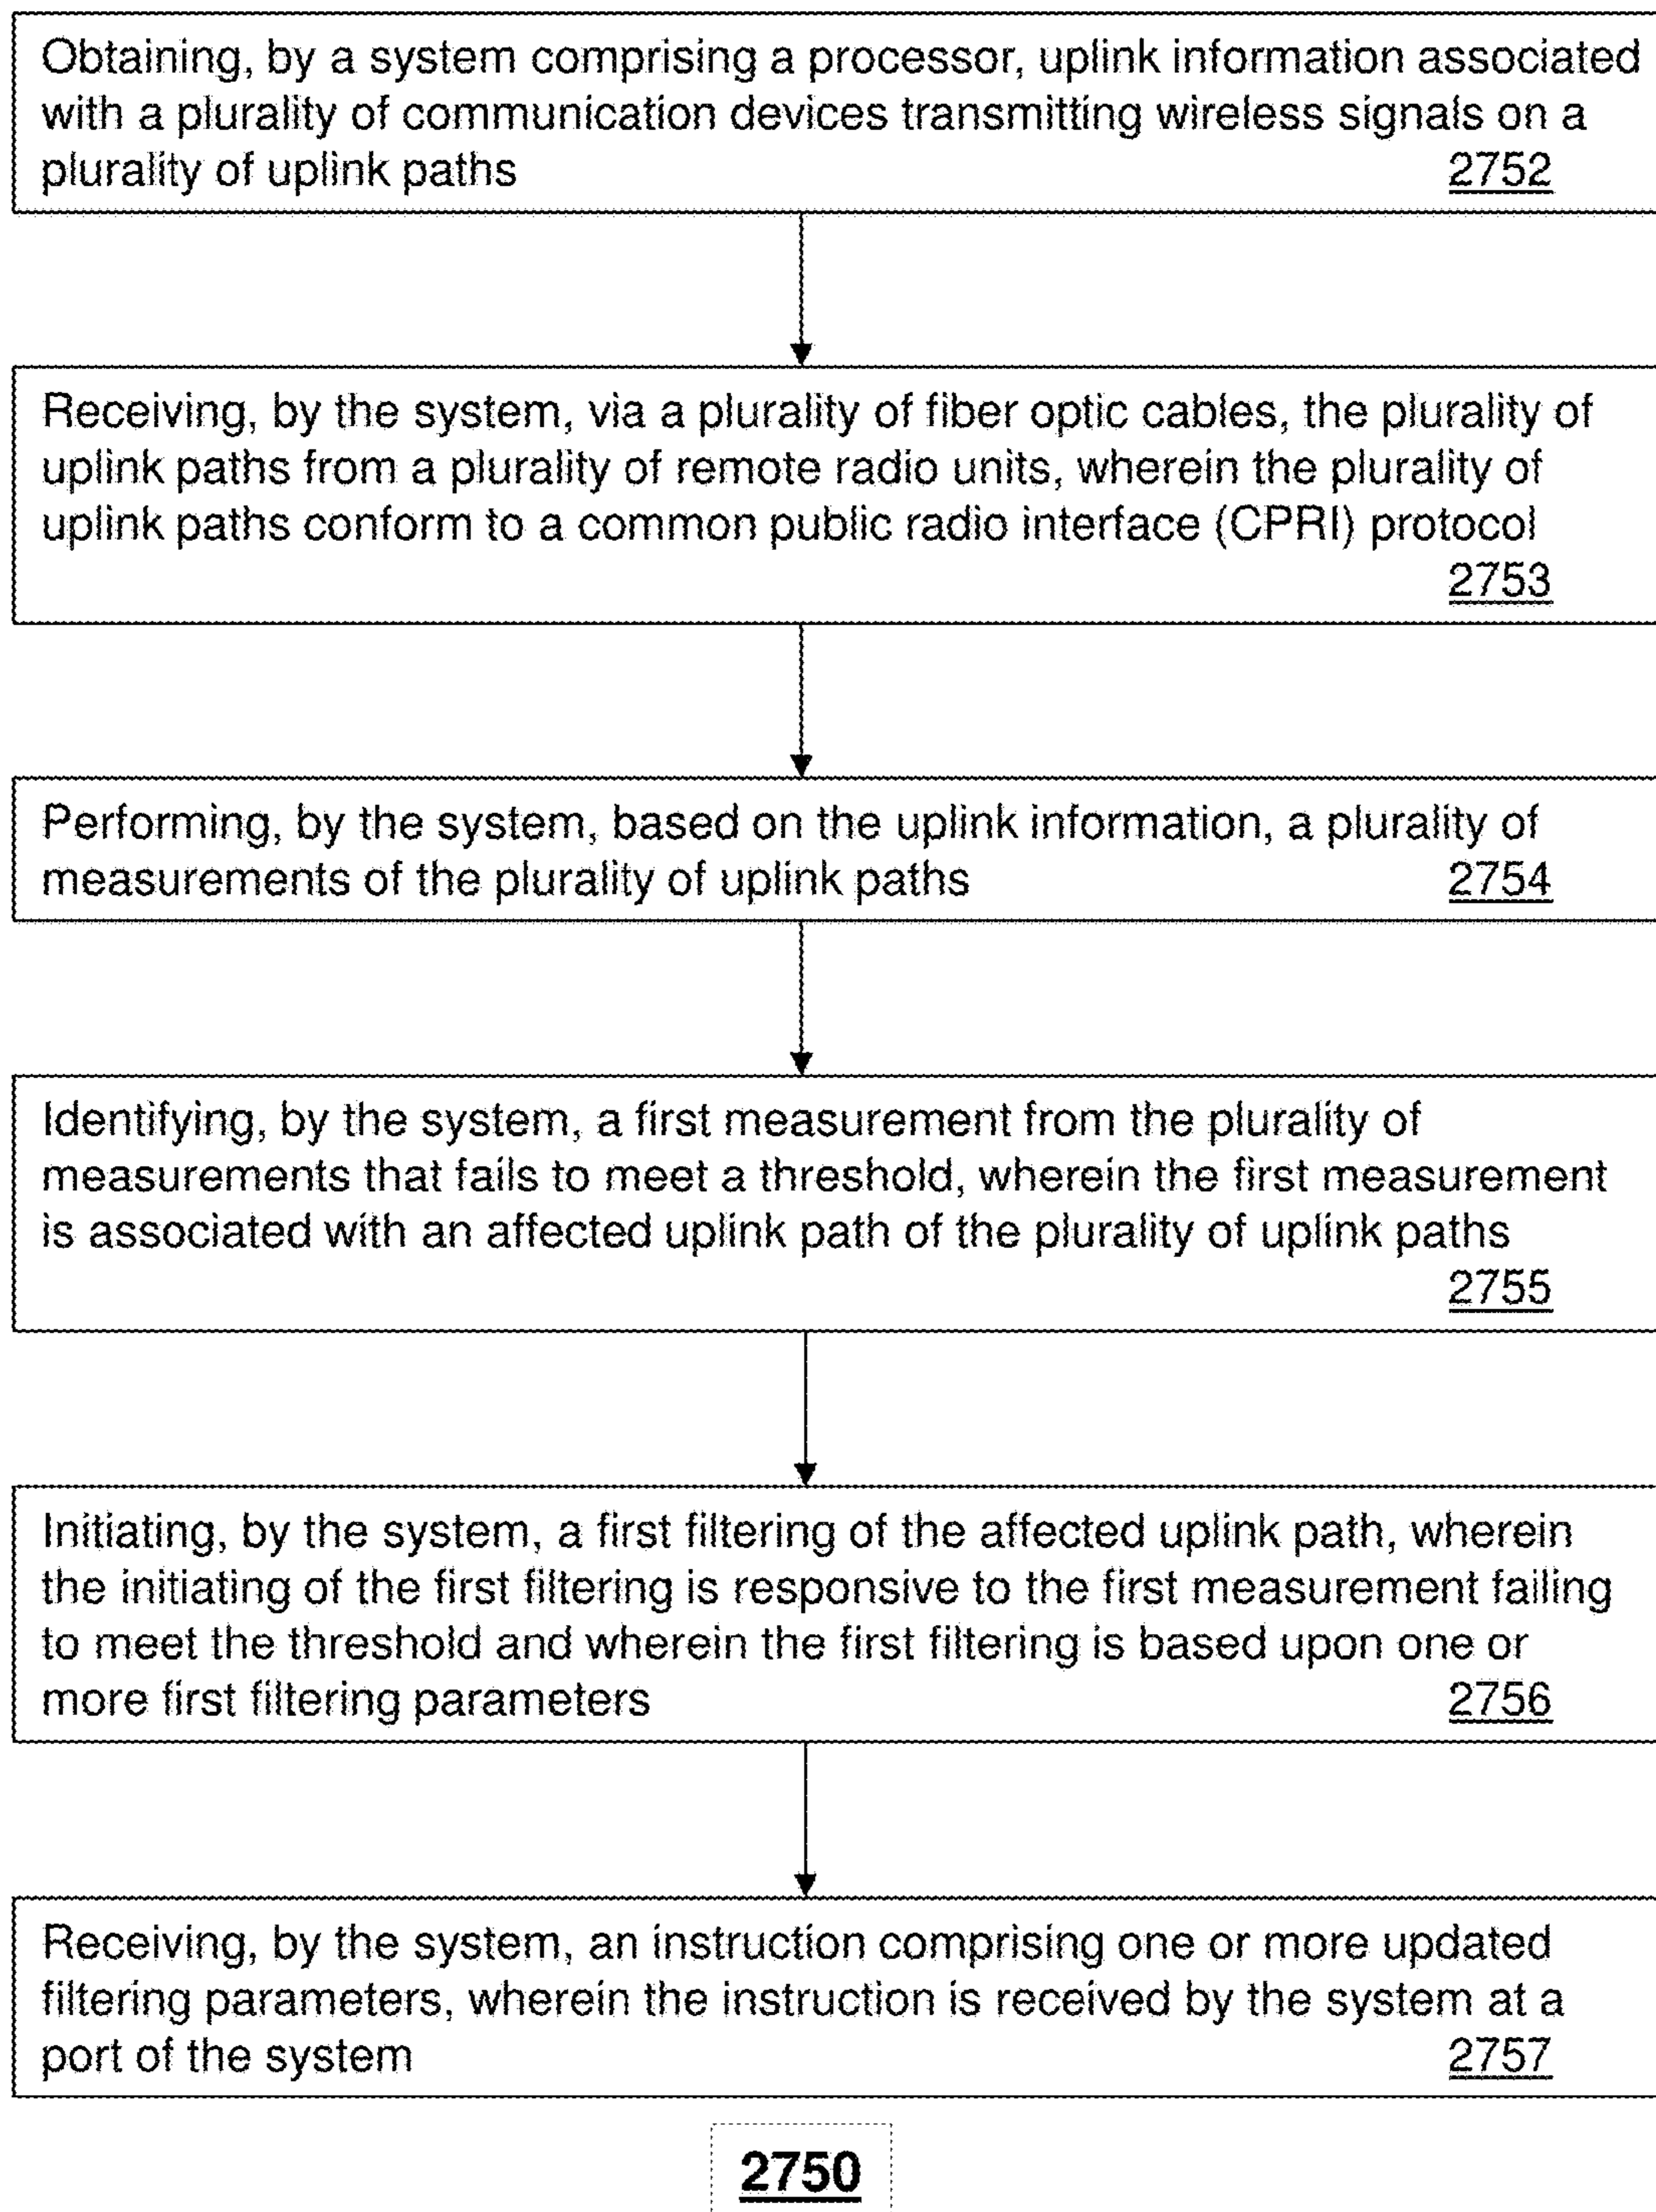 Obtaining, by a system comprising a processor, uplink information associated
with a plurality of communication devices transmitting wireless signals on a
plurality of uplink paths 2752
Receiving, by the system, via a plurality of fiber optic cables, the plurality of
uplink paths from a plurality of remote radio units, wherein the plurality of
uplink paths conform to a common public radio interface (CPRI) protocol
2753
Performing, by the system, based on the uplink information, a plurality of
measurements of the plurality of uplink paths 2754
Identifying, by the system, a first measurement from the plurality of
measurements that fails to meet a threshold, wherein the first measurement
is associated with an affected uplink path of the plurality of uplink paths
2755
Initiating, by the system, a first filtering of the affected uplink path, wherein
the initiating of the first filtering is responsive to the first measurement failing
to meet the threshold and wherein the first filtering is based upon one or
more first filtering parameters 2756
Receiving, by the system, an instruction comprising one or more updated
filtering parameters, wherein the instruction is received by the system at a
port of the system 2757
2750